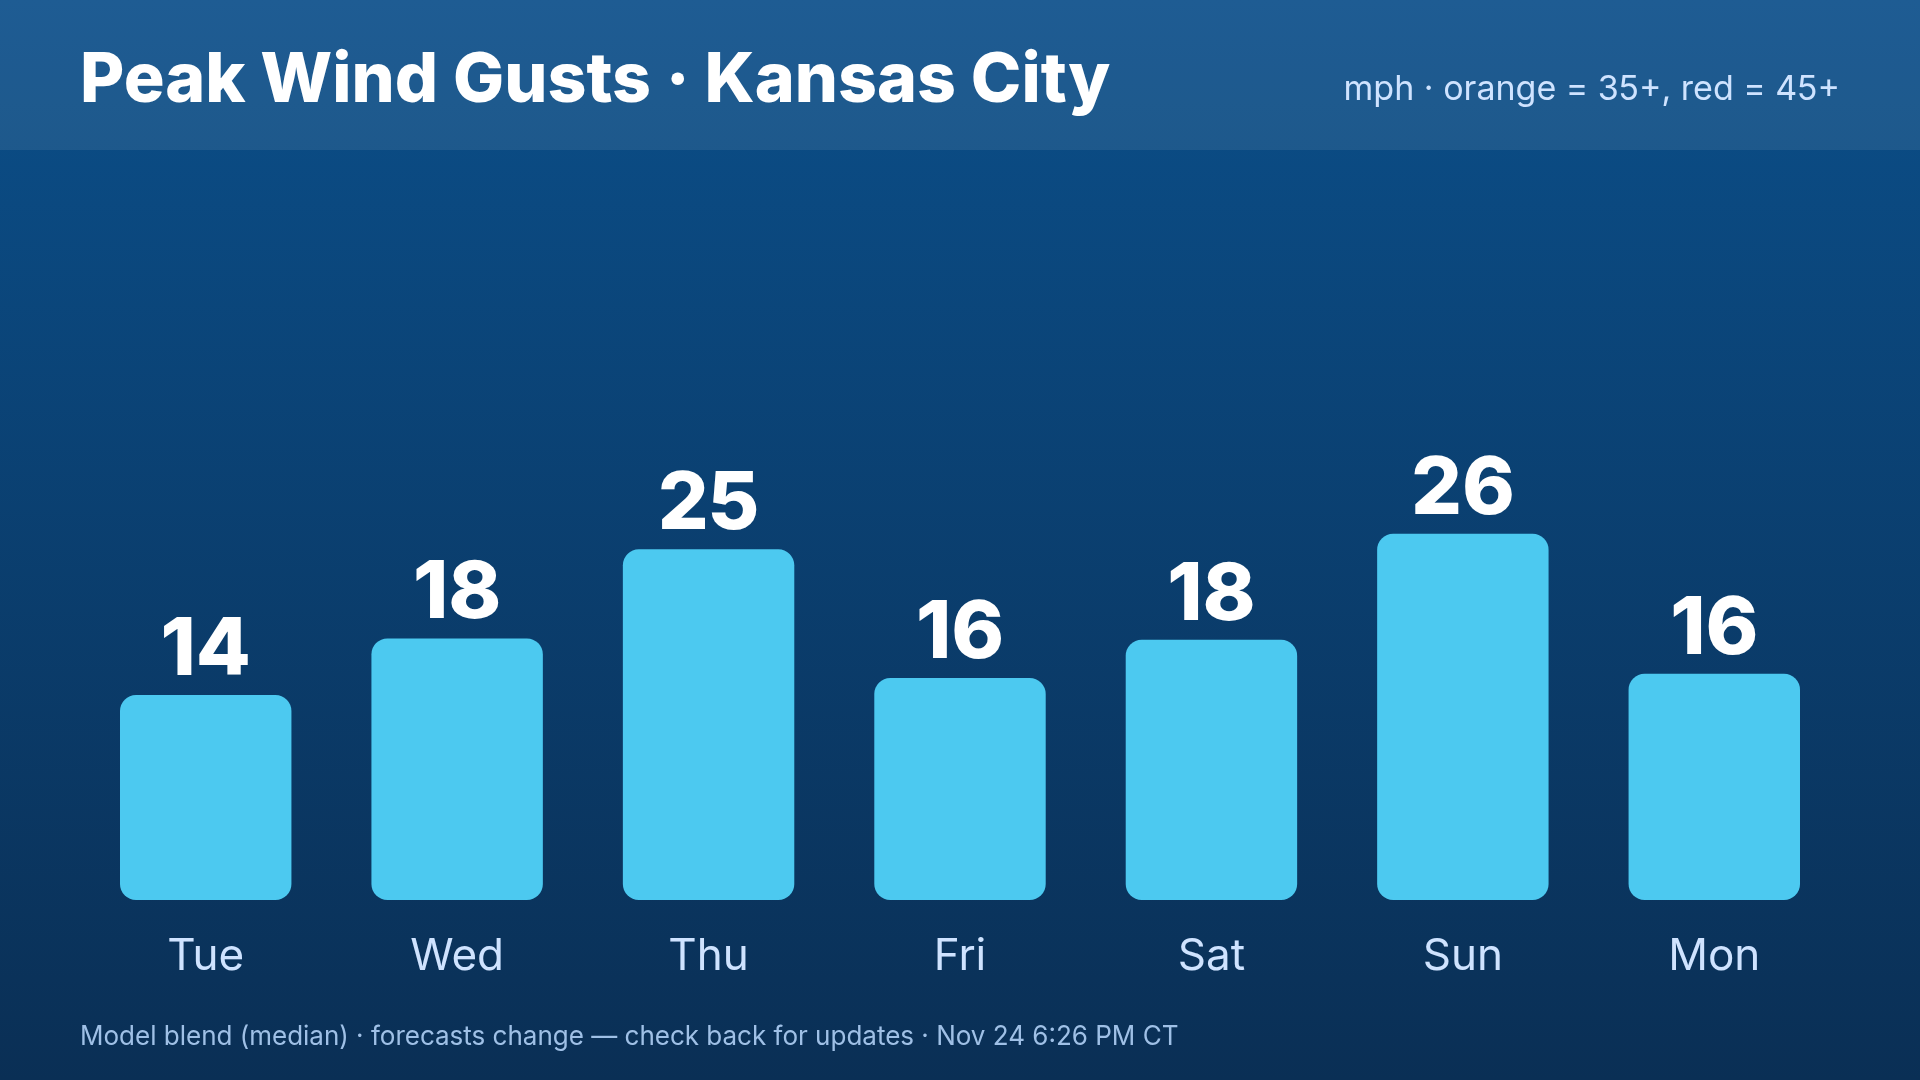 Peak Wind Gusts · Kansas City
mph · orange = 35+, red = 45+
14
18
25
16
18
26
16
Tue
Wed
Thu
Fri
Sat
Sun
Mon
Model blend (median) · forecasts change — check back for updates · Nov 24 6:26 PM CT